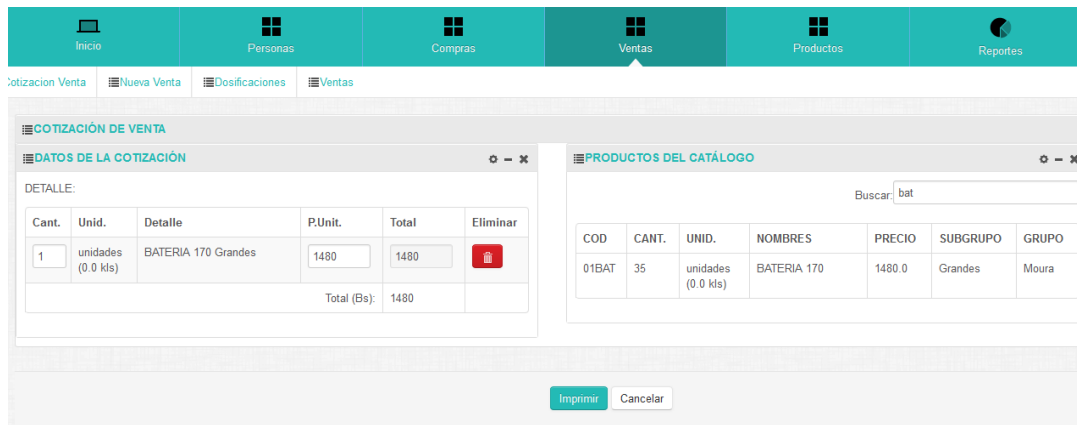 Inicio Personas Compras Ventas Productos Reportes
Cotizacion Venta Nueva Venta Dosificaciones Ventas
COTIZACIÓN DE VENTA
DATOS DE LA COTIZACIÓN
DETALLE:
Cant. Unid. Detalle P.Unit. Total Eliminar
1 unidades (0.0 kls) BATERIA 170 Grandes 1480 1480
Total (Bs): 1480
PRODUCTOS DEL CATÁLOGO
Buscar: bat
COD CANT. UNID. NOMBRES PRECIO SUBGRUPO GRUPO
01BAT 35 unidades (0.0 kls) BATERIA 170 1480.0 Grandes Moura
Imprimir Cancelar